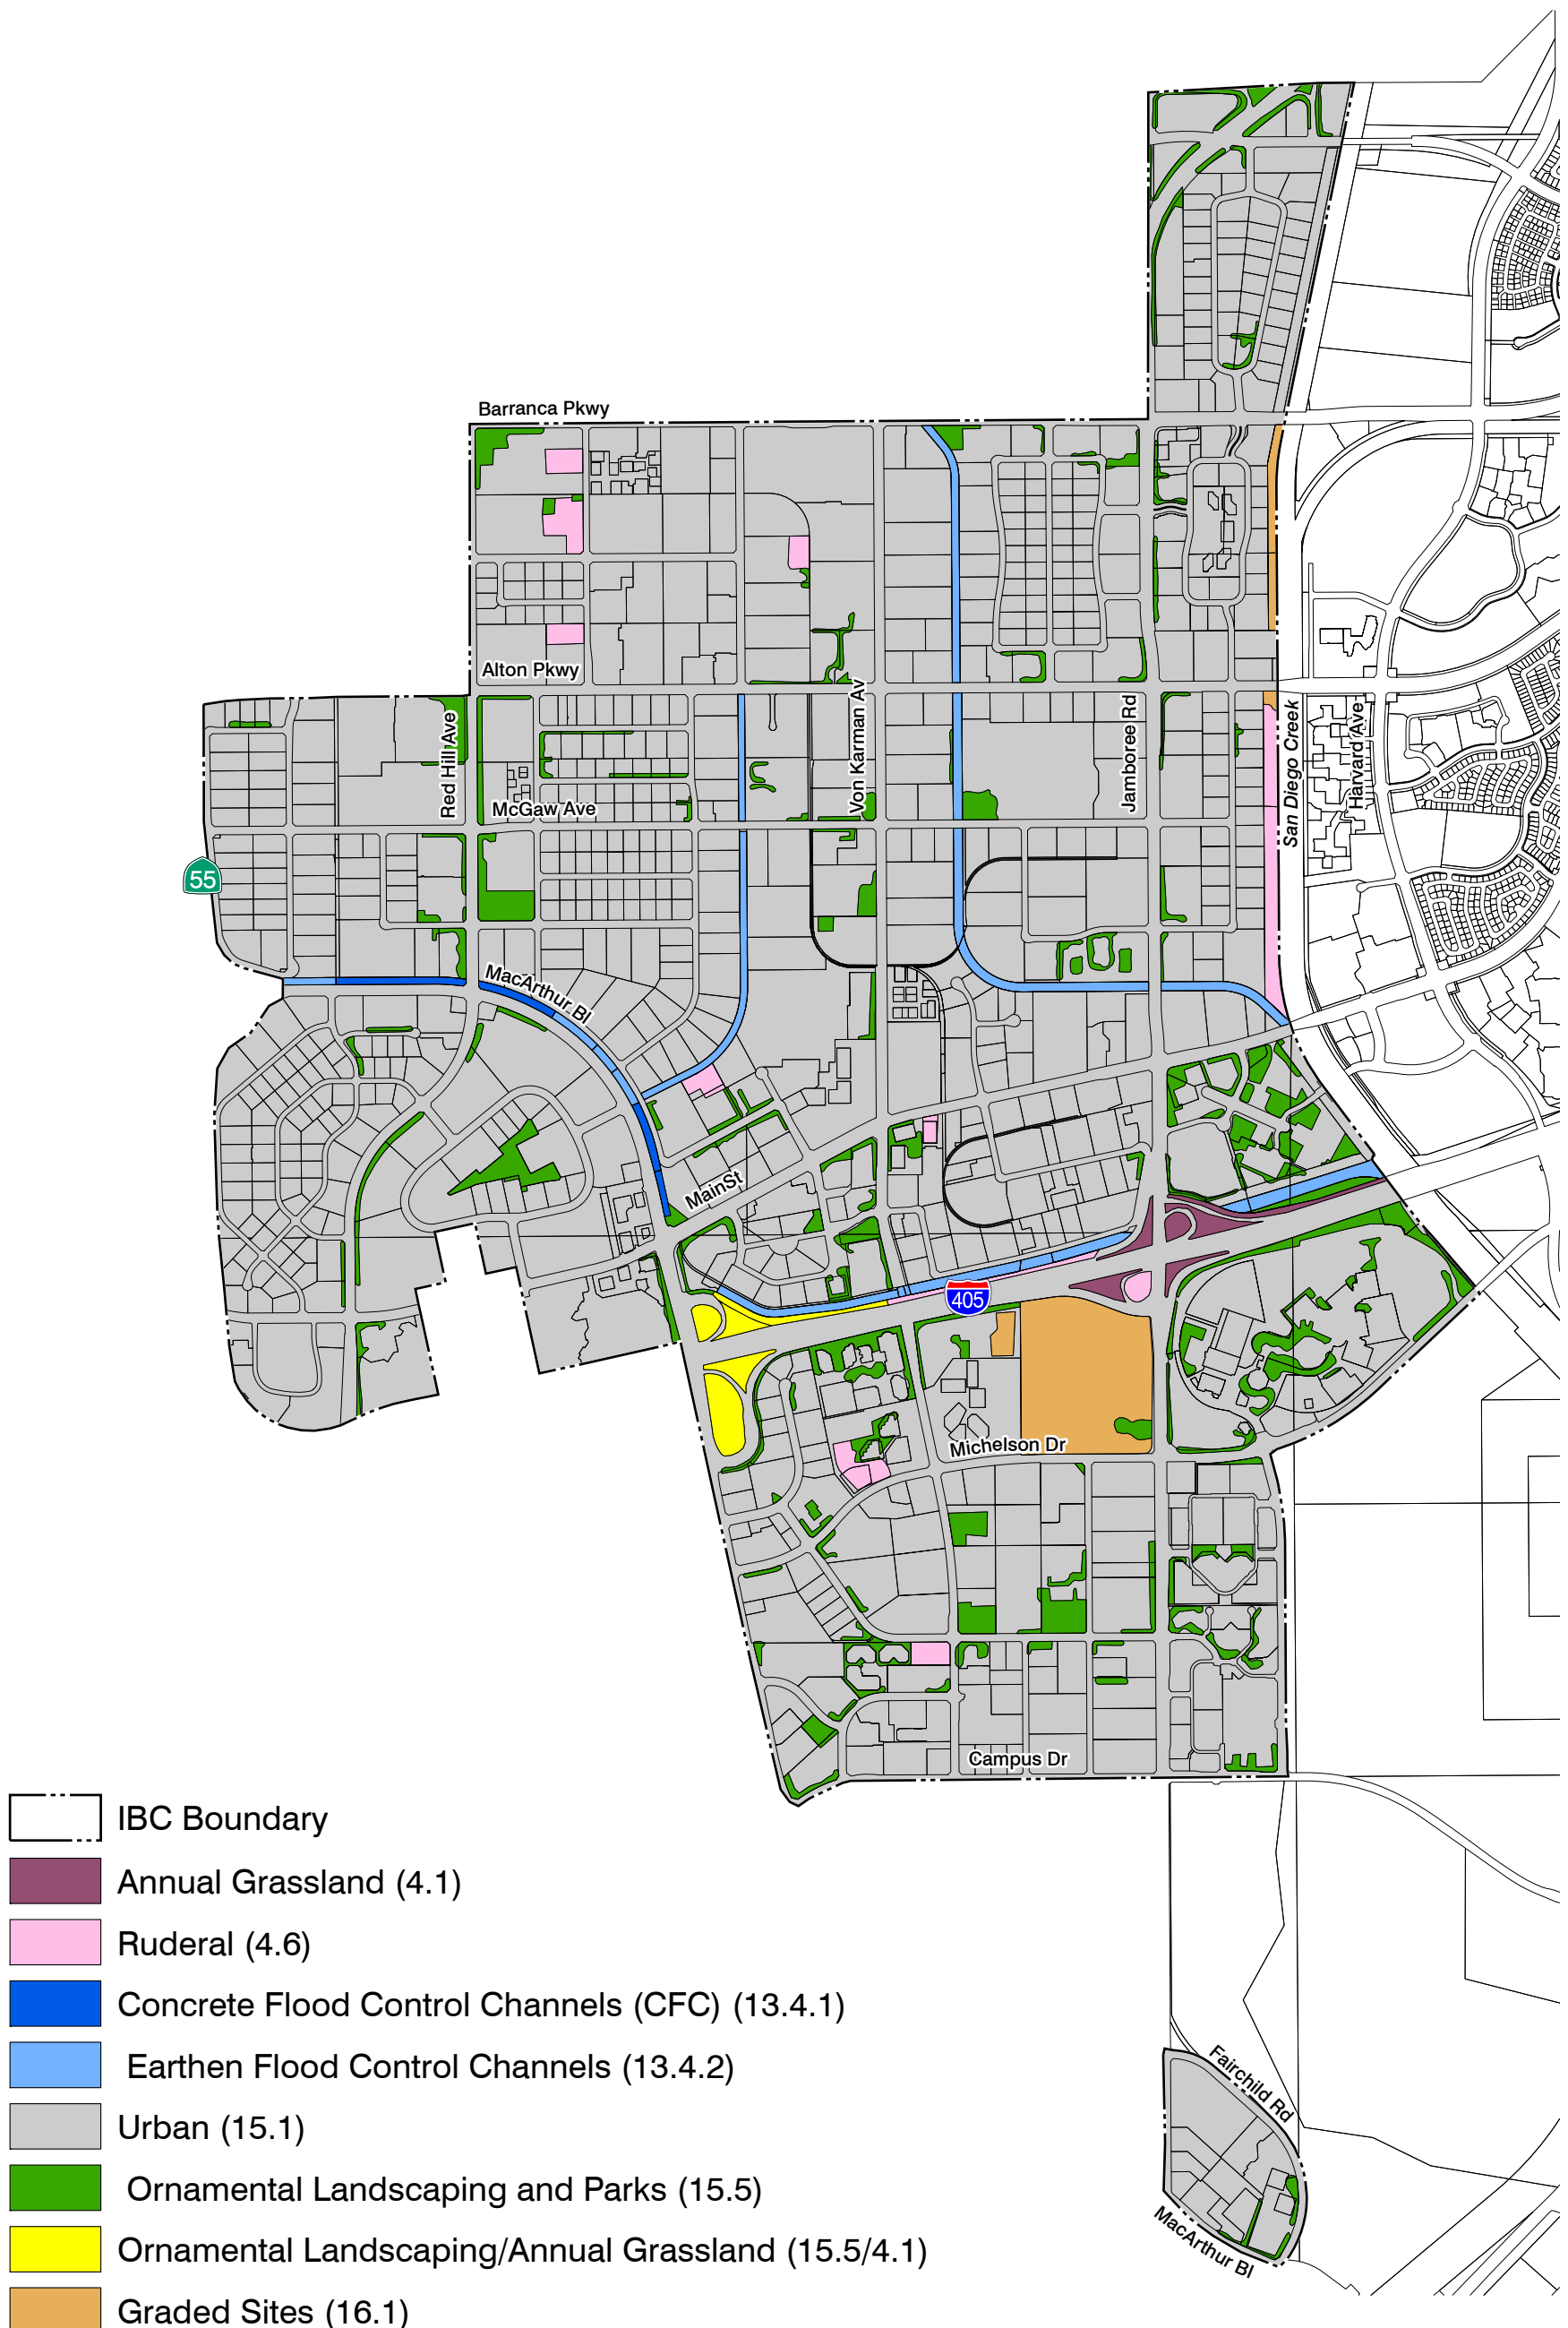 Barranca Pkwy
Alton Pkwy
Red Hill Ave
Von Karman Av
Jamboree Rd
San Diego Creek
Harvard Ave
McGaw Ave
55
MacArthur Bl
MainSt
405
Michelson Dr
Campus Dr
Fairchild Rd
MacArthur Bl
IBC Boundary
Annual Grassland (4.1)
Ruderal (4.6)
Concrete Flood Control Channels (CFC) (13.4.1)
Earthen Flood Control Channels (13.4.2)
Urban (15.1)
Ornamental Landscaping and Parks (15.5)
Ornamental Landscaping/Annual Grassland (15.5/4.1)
Graded Sites (16.1)